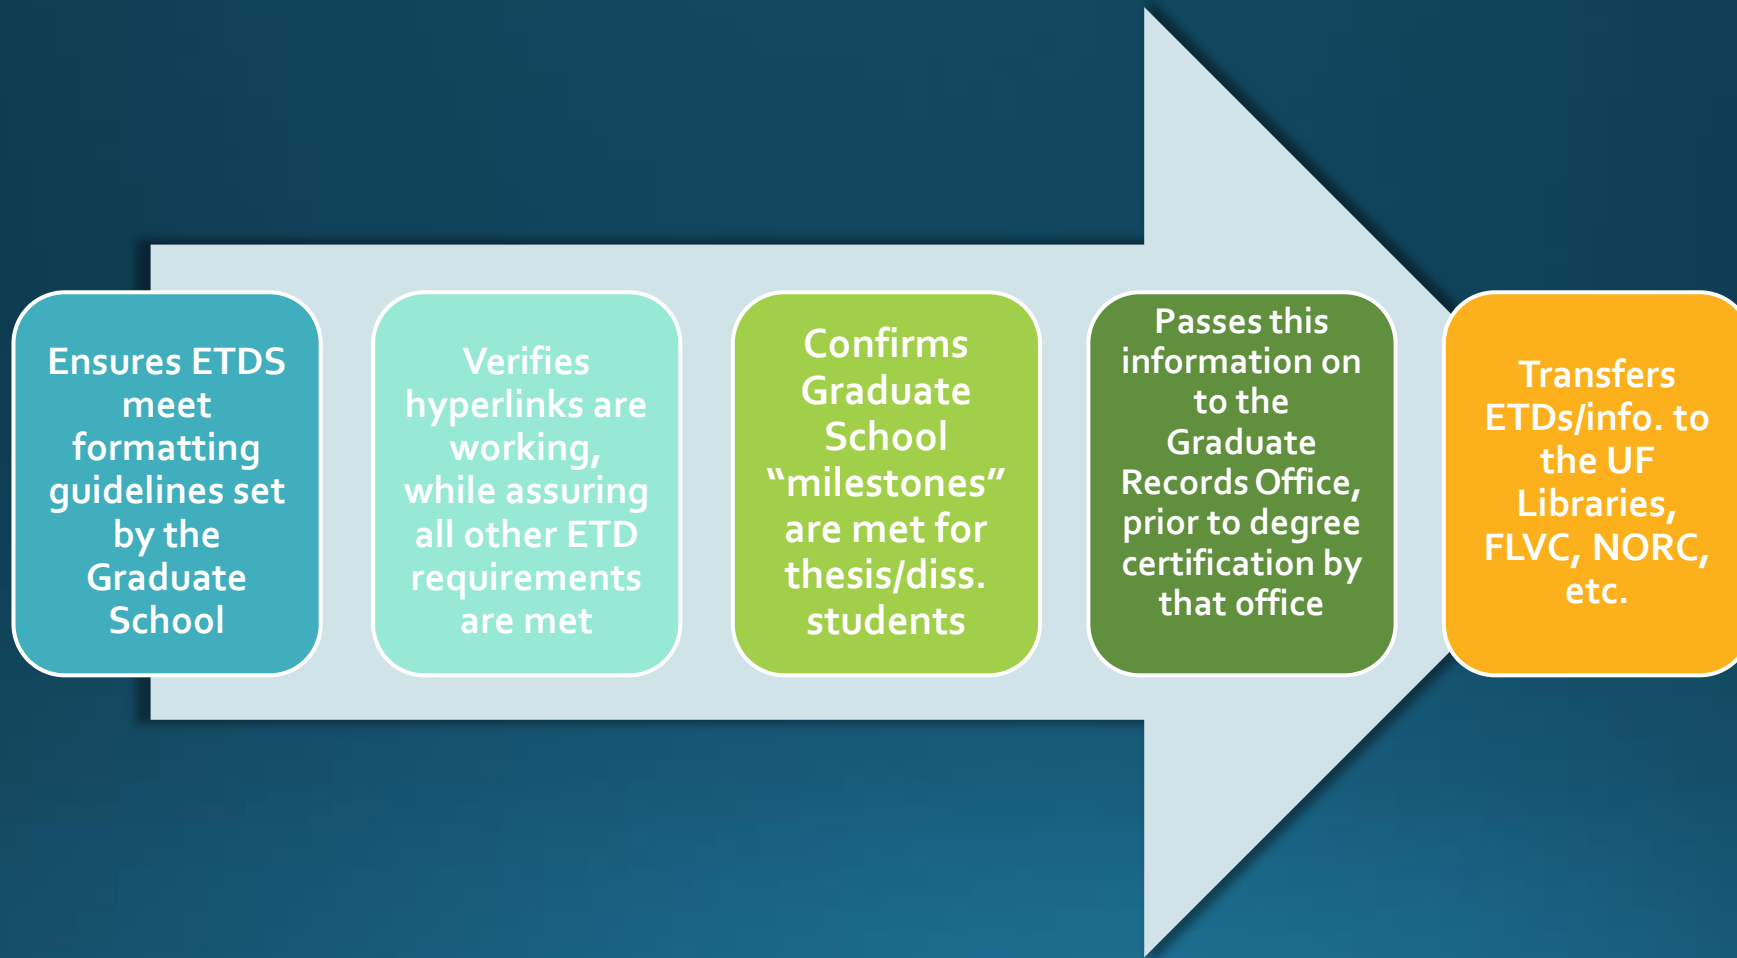 Ensures ETDS
meet
formatting
guidelines set
by the
Graduate
School
Verifies
hyperlinks are
working,
while assuring
all other ETD
requirements
are met
Confirms
Graduate
School
“milestones”
are met for
thesis/diss.
students
Passes this
information on
to the
Graduate
Records Office,
prior to degree
certification by
that office
Transfers
ETDs/info. to
the UF
Libraries,
FLVC, NORC,
etc.